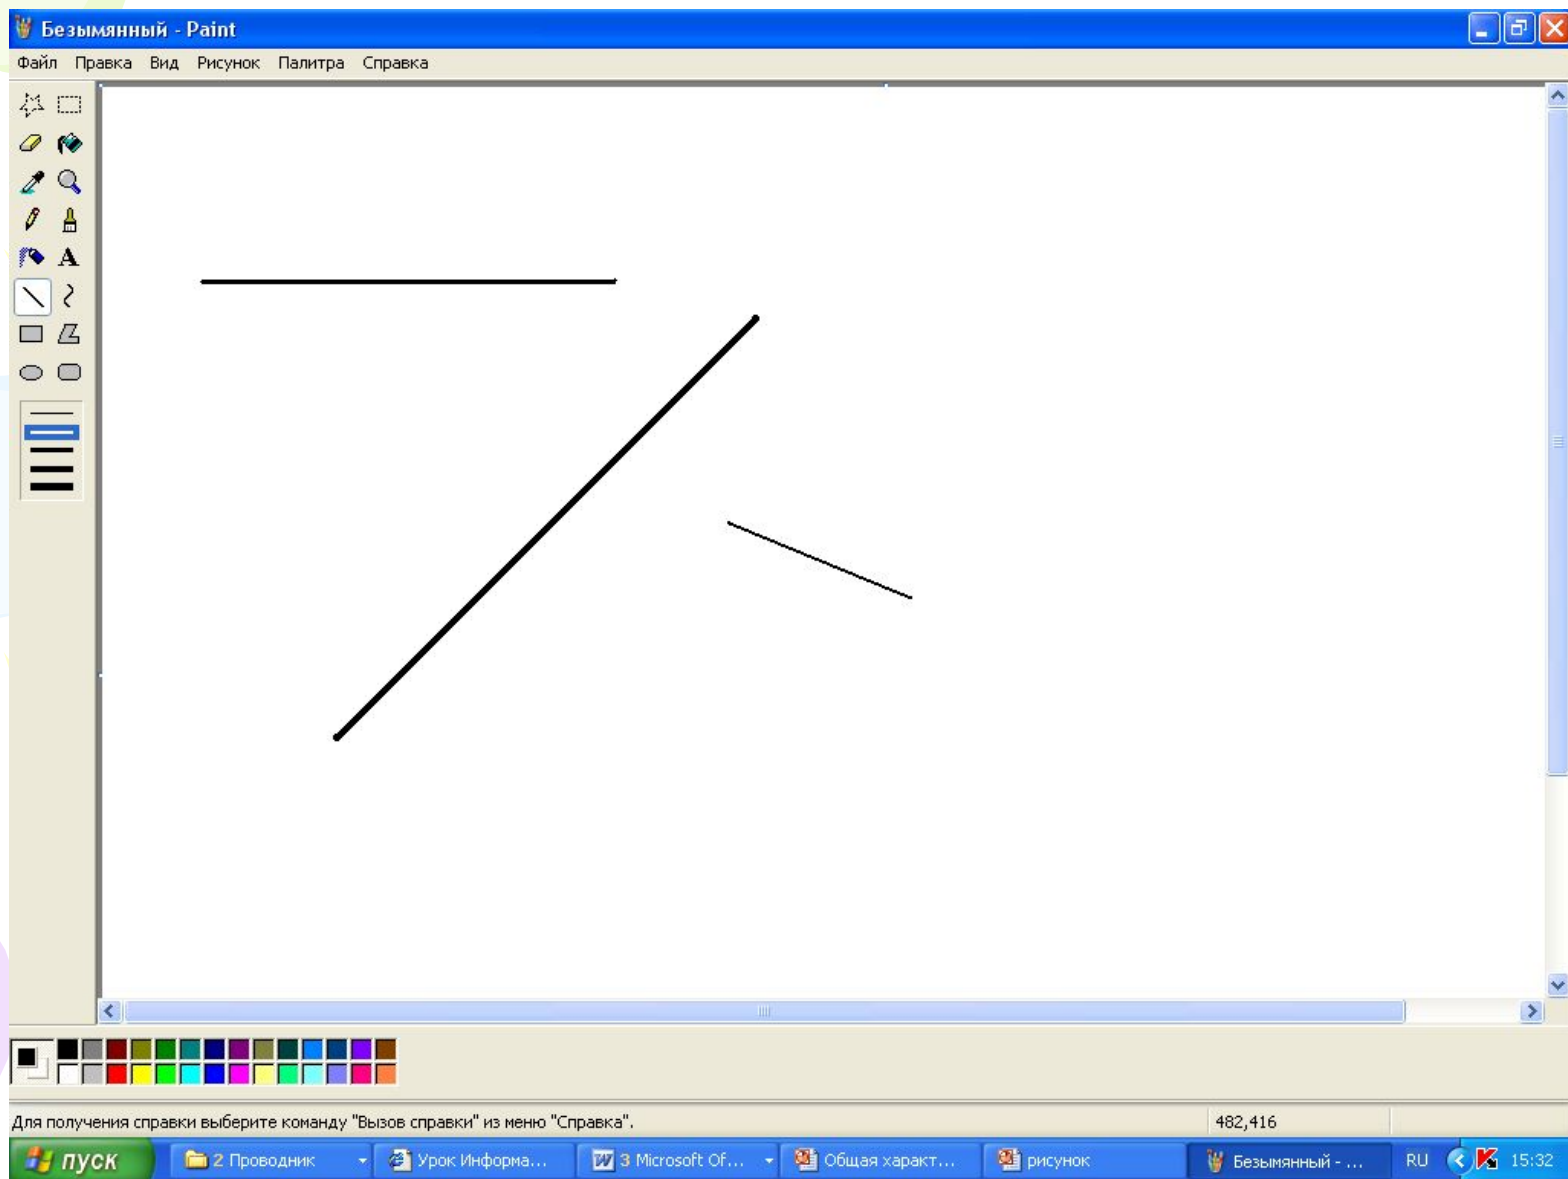 Безымянный - Paint
Файл Правка Вид Рисунок Палитра Справка
A
Для получения справки выберите команду "Вызов справки" из меню "Справка".
482,416
пуск
2 Проводник
Урок Информа...
3 Microsoft Of...
Общая характ...
рисунок
Безымянный - ...
RU
15:32